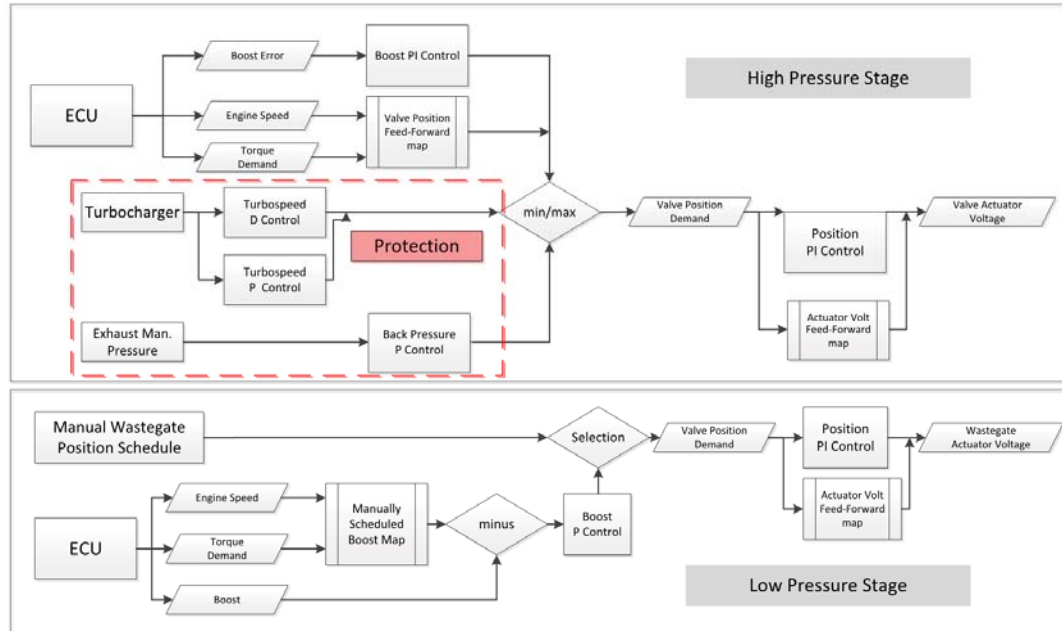 Boost Error
Boost PI Control
High Pressure Stage
ECU
Engine Speed
Valve Position
Feed-Forward
map
Torque
Demand
Turbocharger
Turbospeed
D Control
min/max
Valve Position
Demand
Valve Actuator
Voltage
Protection
Position
PI Control
Turbospeed
P Control
Exhaust Man.
Pressure
Back Pressure
P Control
Actuator Volt
Feed-Forward
map
Manual Wastegate
Position Schedule
Selection
Valve Position
Demand
Position
PI Control
Wastegate
Actuator Voltage
Engine Speed
Manually
Scheduled
Boost Map
minus
Boost
P Control
Actuator Volt
Feed-Forward
map
ECU
Torque
Demand
Boost
Low Pressure Stage